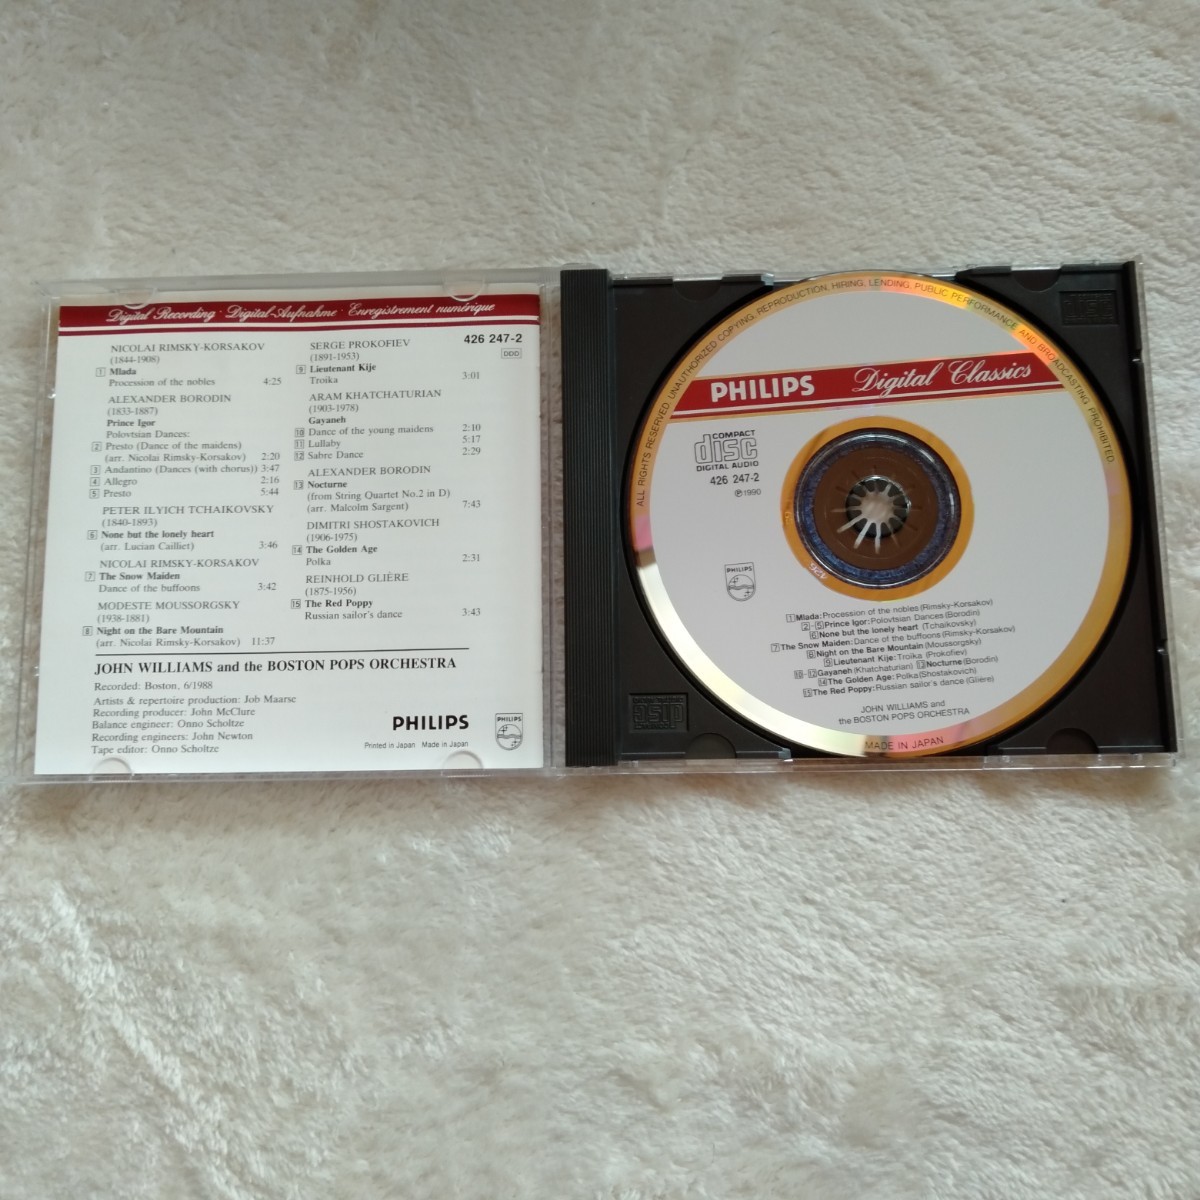 Digital Recording · Digital-Aufnahme · Enregistrement numérique
426 247-2
DDD
NICOLAI RIMSKY-KORSAKOV
(1844-1908)
1 Mlada
Procession of the nobles 4:25
ALEXANDER BORODIN
(1833-1887)
Prince Igor
Polovtsian Dances:
2 Presto (Dance of the maidens)
(arr. Nicolai Rimsky-Korsakov) 2:20
3 Andantino (Dances (with chorus)) 3:47
4 Allegro 2:16
5 Presto 5:44
PETER ILYICH TCHAIKOVSKY
(1840-1893)
6 None but the lonely heart
(arr. Lucian Cailliet) 3:46
NICOLAI RIMSKY-KORSAKOV
7 The Snow Maiden
Dance of the buffoons 3:42
MODESTE MOUSSORGSKY
(1938-1881)
8 Night on the Bare Mountain
(arr. Nicolai Rimsky-Korsakov) 11:37
SERGE PROKOFIEV
(1891-1953)
9 Lieutenant Kije
Troika 3:01
ARAM KHATCHATURIAN
(1903-1978)
Gayaneh
10 Dance of the young maidens 2:10
11 Lullaby 5:17
12 Sabre Dance 2:29
ALEXANDER BORODIN
13 Nocturne
(from String Quartet No.2 in D)
(arr. Malcolm Sargent) 7:43
DIMITRI SHOSTAKOVICH
(1906-1975)
14 The Golden Age
Polka 2:31
REINHOLD GLIÈRE
(1875-1956)
15 The Red Poppy
Russian sailor's dance 3:43
JOHN WILLIAMS and the BOSTON POPS ORCHESTRA
Recorded: Boston, 6/1988
Artists & repertoire production: Job Maarse
Recording producer: John McClure
Balance engineer: Onno Scholtze
Recording engineers: John Newton
Tape editor: Onno Scholtze
PHILIPS
Printed in Japan Made in Japan
PHILIPS
ALL RIGHTS RESERVED UNAUTHORIZED COPYING, REPRODUCTION, HIRING, LENDING, PUBLIC PERFORMANCE AND BROADCASTING PROHIBITED
PHILIPS Digital Classics
COMPACT
disc
DIGITAL AUDIO
426 247-2
℗1990
PHILIPS
1 Mlada: Procession of the nobles (Rimsky-Korsakov)
2-5 Prince Igor: Polovtsian Dances (Borodin)
6 None but the lonely heart (Tchaikovsky)
7 The Snow Maiden: Dance of the buffoons (Rimsky-Korsakov)
8 Night on the Bare Mountain (Moussorgsky)
9 Lieutenant Kije: Troika (Prokofiev)
10-12 Gayaneh (Khatchaturian) 13 Nocturne (Borodin)
14 The Golden Age: Polka (Shostakovich)
15 The Red Poppy: Russian sailor's dance (Glière)
JOHN WILLIAMS and
the BOSTON POPS ORCHESTRA
MADE IN JAPAN